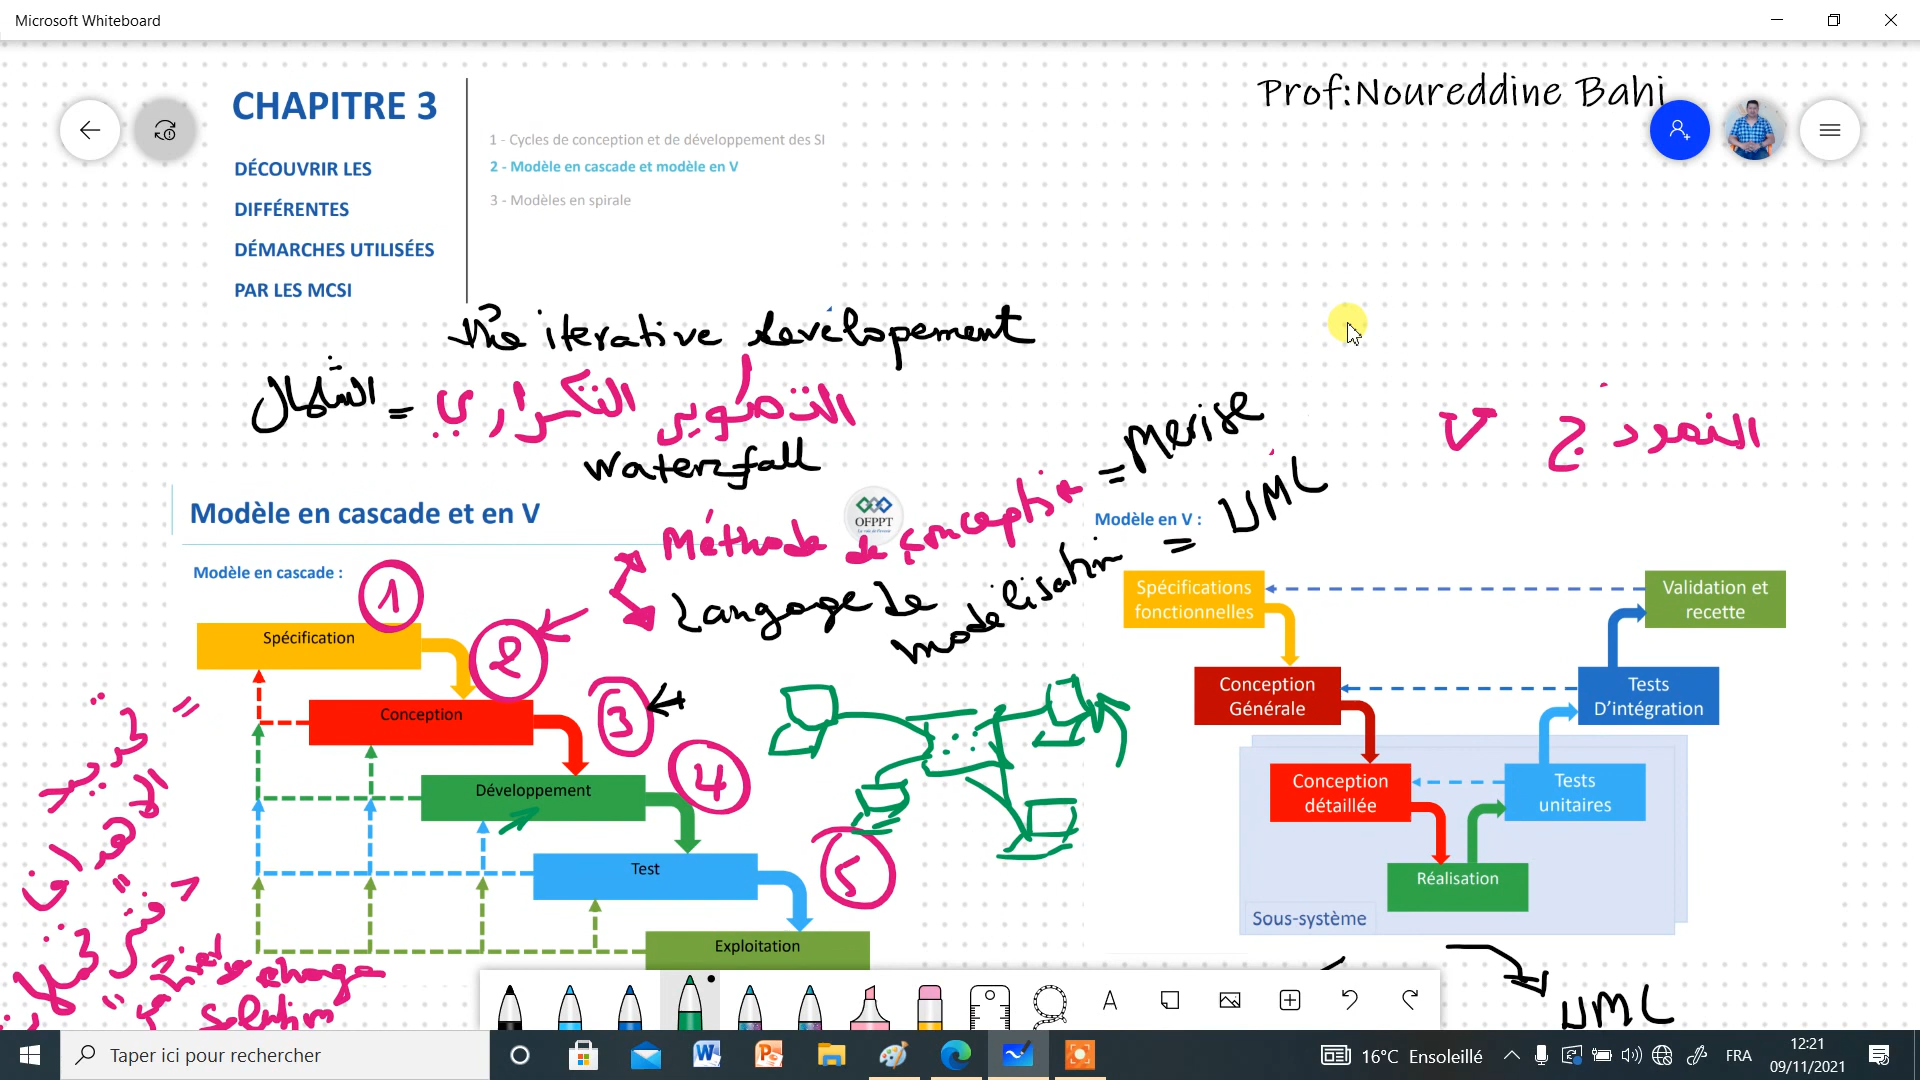 Microsoft Whiteboard
CHAPITRE 3
DÉCOUVRIR LES
DIFFÉRENTES
DÉMARCHES UTILISÉES
PAR LES MCSI
1 - Cycles de conception et de développement des SI
2 - Modèle en cascade et modèle en V
3 - Modèles en spirale
Prof:Noureddine Bahi
The iterative developement
التطوير التكراري =
waterfall
النموذج V
Modèle en cascade et en V
OFPPT
Méthode de conception = Merise
Langage de modélisation = UML
Modèle en cascade :
1
Spécification
2
Conception
3
Développement
4
Test
5
Exploitation
Modèle en V :
Spécifications
fonctionnelles
Validation et
recette
Conception
Générale
Tests
D'intégration
Conception
détaillée
Tests
unitaires
Réalisation
Sous-système
UML
A
Taper ici pour rechercher
16°C Ensoleillé
FRA
12:21
09/11/2021